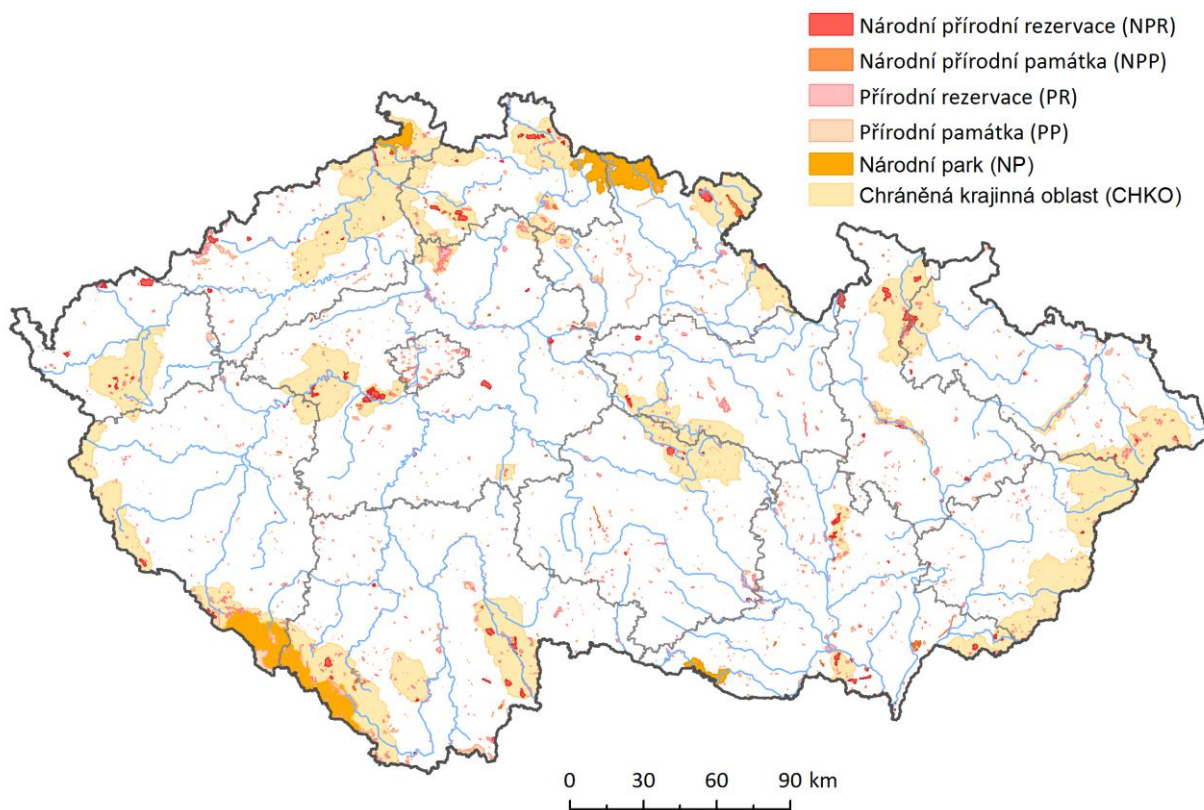 Národní přírodní rezervace (NPR)
Národní přírodní památka (NPP)
Přírodní rezervace (PR)
Přírodní památka (PP)
Národní park (NP)
Chráněná krajinná oblast (CHKO)
0 30 60 90 km